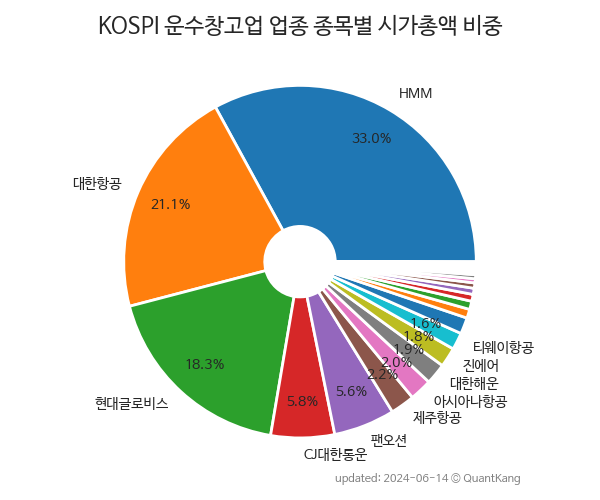 KOSPI 운수창고업 업종 종목별 시가총액 비중
HMM
33.0%
대한항공
21.1%
현대글로비스
18.3%
CJ대한통운
5.8%
팬오션
5.6%
제주항공
2.2%
아시아나항공
2.0%
대한해운
1.9%
진에어
1.8%
티웨이항공
1.6%
updated: 2024-06-14 © QuantKang